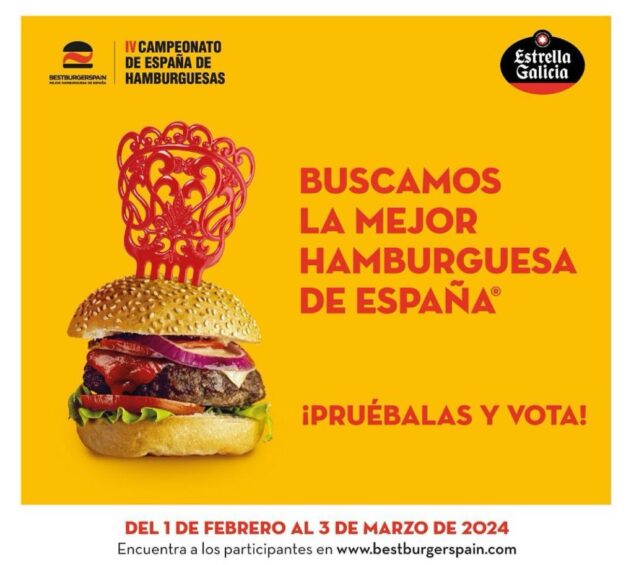 BESTBURGERSPAIN
MEJOR HAMBURGUESA DE ESPAÑA
IV CAMPEONATO
DE ESPAÑA DE
HAMBURGUESAS
Estrella
Galicia
BUSCAMOS
LA MEJOR
HAMBURGUESA
DE ESPAÑA®
¡PRUÉBALAS Y VOTA!
DEL 1 DE FEBRERO AL 3 DE MARZO DE 2024
Encuentra a los participantes en www.bestburgerspain.com